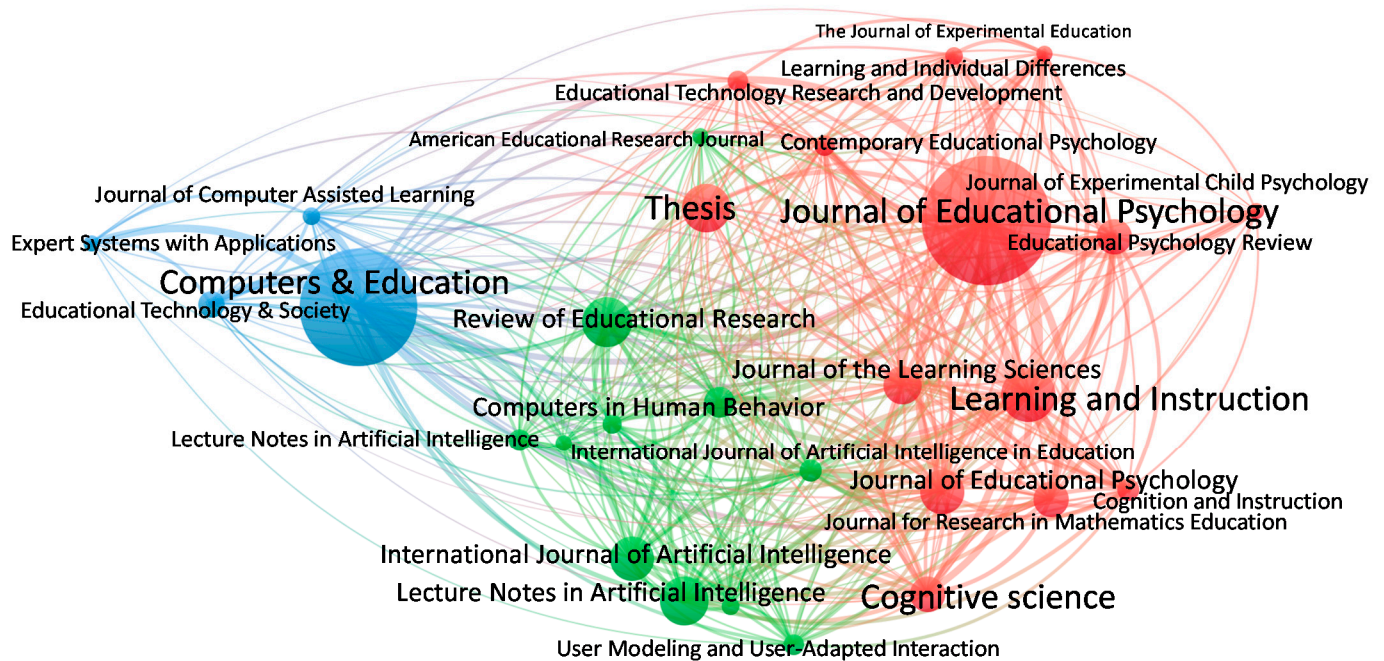 The Journal of Experimental Education
Learning and Individual Differences
Educational Technology Research and Development
American Educational Research Journal
Contemporary Educational Psychology
Journal of Experimental Child Psychology
Journal of Computer Assisted Learning
Thesis
Journal of Educational Psychology
Expert Systems with Applications
Educational Psychology Review
Computers & Education
Educational Technology & Society
Review of Educational Research
Journal of the Learning Sciences
Learning and Instruction
Computers in Human Behavior
Lecture Notes in Artificial Intelligence
International Journal of Artificial Intelligence in Education
Journal of Educational Psychology
Cognition and Instruction
Journal for Research in Mathematics Education
International Journal of Artificial Intelligence
Lecture Notes in Artificial Intelligence
Cognitive science
User Modeling and User-Adapted Interaction